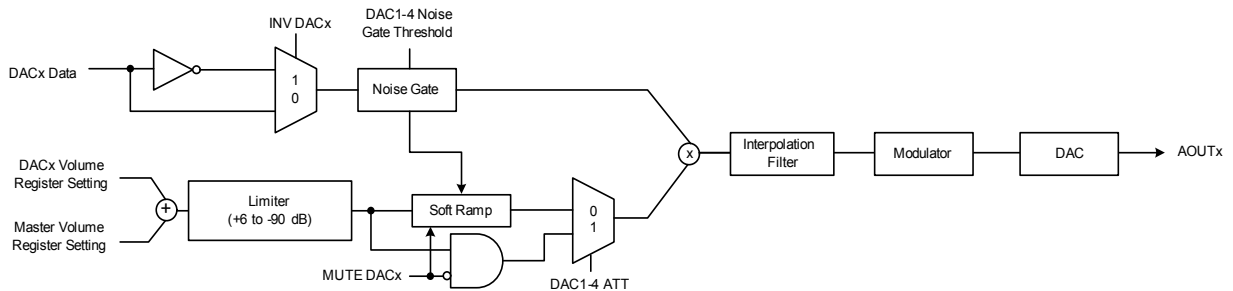 INV DACx
DAC1-4 Noise
Gate Threshold
DACx Data
1
0
Noise Gate
x
Interpolation
Filter
Modulator
DAC
AOUTx
DACx Volume
Register Setting
+
Master Volume
Register Setting
Limiter
(+6 to -90 dB)
Soft Ramp
0
1
MUTE DACx
DAC1-4 ATT